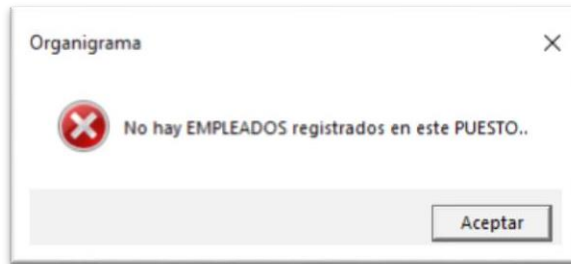 Organigrama
No hay EMPLEADOS registrados en este PUESTO..
Aceptar